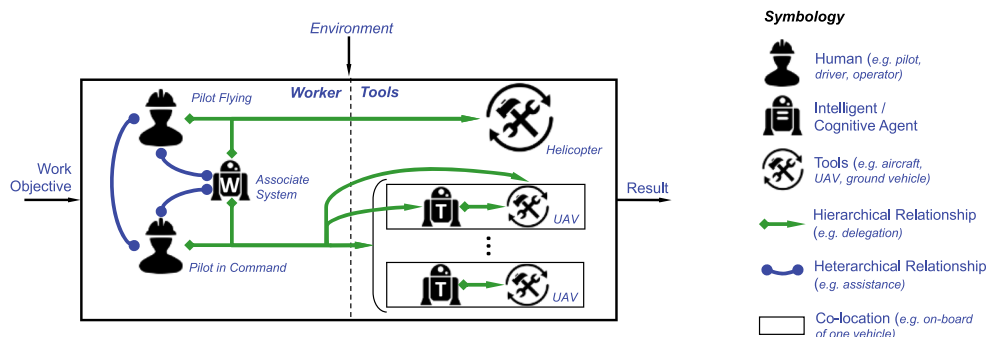 Environment
Symbology
Human (e.g. pilot,
driver, operator)
Pilot Flying
Worker
Tools
Intelligent /
Cognitive Agent
Helicopter
Work
Objective
W
Associate
System
Result
Tools (e.g. aircraft,
UAV, ground vehicle)
T
UAV
Hierarchical Relationship
(e.g. delegation)
Pilot in Command
T
UAV
Heterarchical Relationship
(e.g. assistance)
Co-location (e.g. on-board
of one vehicle)